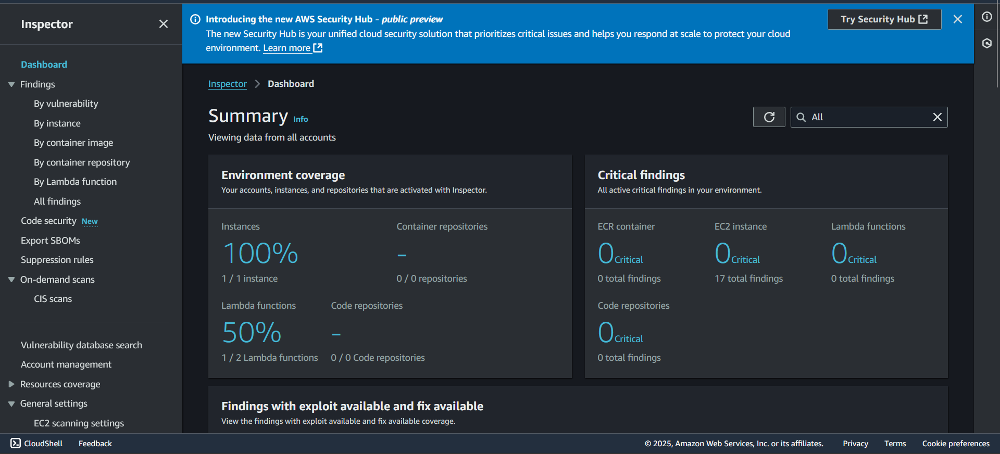 Inspector
Dashboard
Findings
By vulnerability
By instance
By container image
By container repository
By Lambda function
All findings
Code security New
Export SBOMs
Suppression rules
On-demand scans
CIS scans
Vulnerability database search
Account management
Resources coverage
General settings
EC2 scanning settings
Introducing the new AWS Security Hub - public preview
The new Security Hub is your unified cloud security solution that prioritizes critical issues and helps you respond at scale to protect your cloud
environment. Learn more
Try Security Hub
Inspector > Dashboard
Summary Info
Viewing data from all accounts
All
Environment coverage
Your accounts, instances, and repositories that are activated with Inspector.
Instances
100%
1 / 1 instance
Container repositories
-
0 / 0 repositories
Lambda functions
50%
1 / 2 Lambda functions
Code repositories
-
0 / 0 Code repositories
Critical findings
All active critical findings in your environment.
ECR container
0 Critical
0 total findings
EC2 instance
0 Critical
17 total findings
Lambda functions
0 Critical
0 total findings
Code repositories
0 Critical
0 total findings
Findings with exploit available and fix available
View the findings with exploit available and fix available coverage.
CloudShell Feedback
© 2025, Amazon Web Services, Inc. or its affiliates. Privacy Terms Cookie preferences